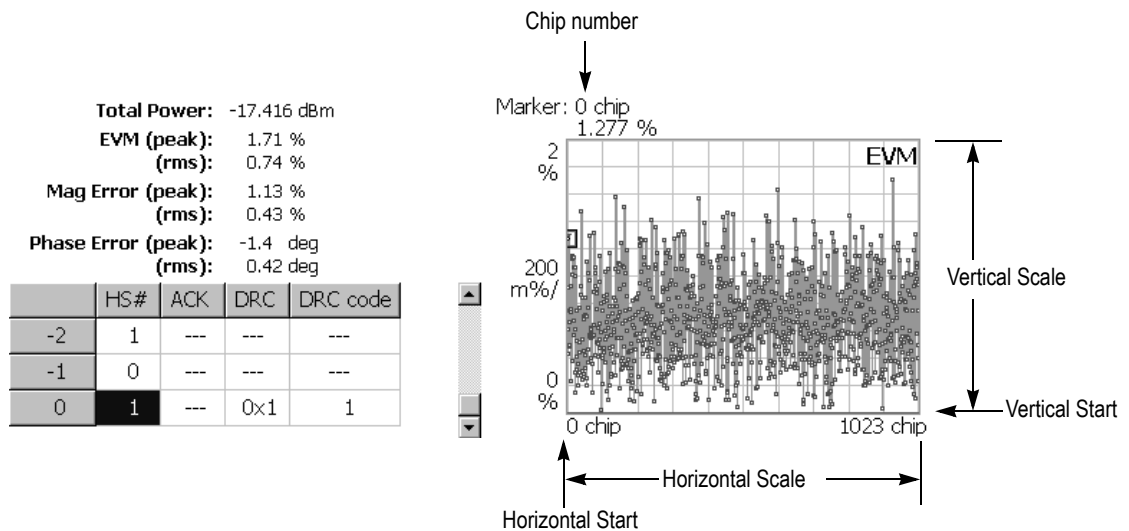 Chip number
Total Power: -17.416 dBm
EVM (peak): 1.71 %
(rms): 0.74 %
Mag Error (peak): 1.13 %
(rms): 0.43 %
Phase Error (peak): -1.4 deg
(rms): 0.42 deg
HS# ACK DRC DRC code
-2 1 --- --- ---
-1 0 --- --- ---
0 1 --- 0x1 1
Marker: 0 chip
1.277 %
2
%
EVM
200
m%/
0
%
0 chip 1023 chip
Vertical Scale
Vertical Start
Horizontal Scale
Horizontal Start